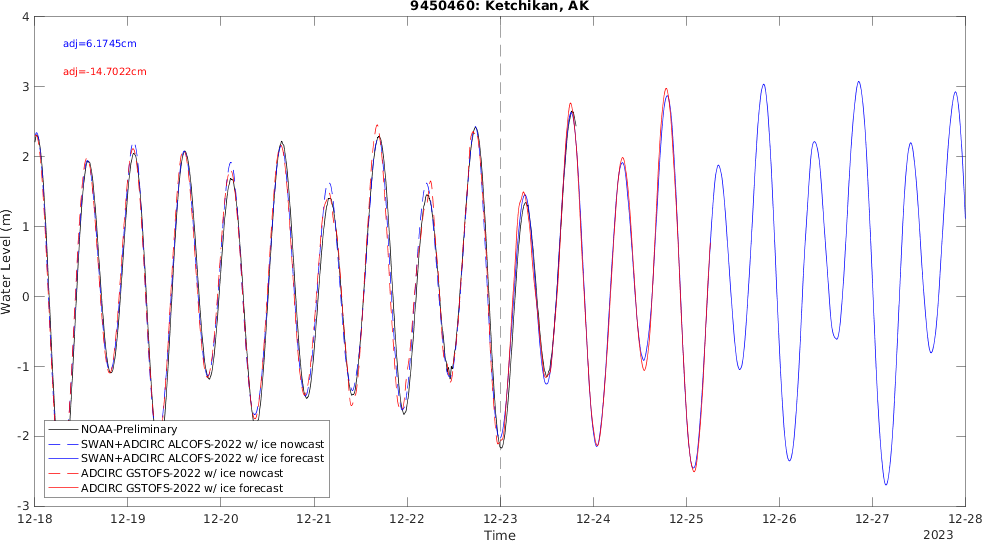 9450460: Ketchikan, AK
adj=6.1745cm
adj=-14.7022cm
Water Level (m)
4
3
2
1
0
-1
-2
-3
NOAA-Preliminary
SWAN+ADCIRC ALCOFS-2022 w/ ice nowcast
SWAN+ADCIRC ALCOFS-2022 w/ ice forecast
ADCIRC GSTOFS-2022 w/ ice nowcast
ADCIRC GSTOFS-2022 w/ ice forecast
12-18 12-19 12-20 12-21 12-22 12-23 12-24 12-25 12-26 12-27 12-28
Time
2023